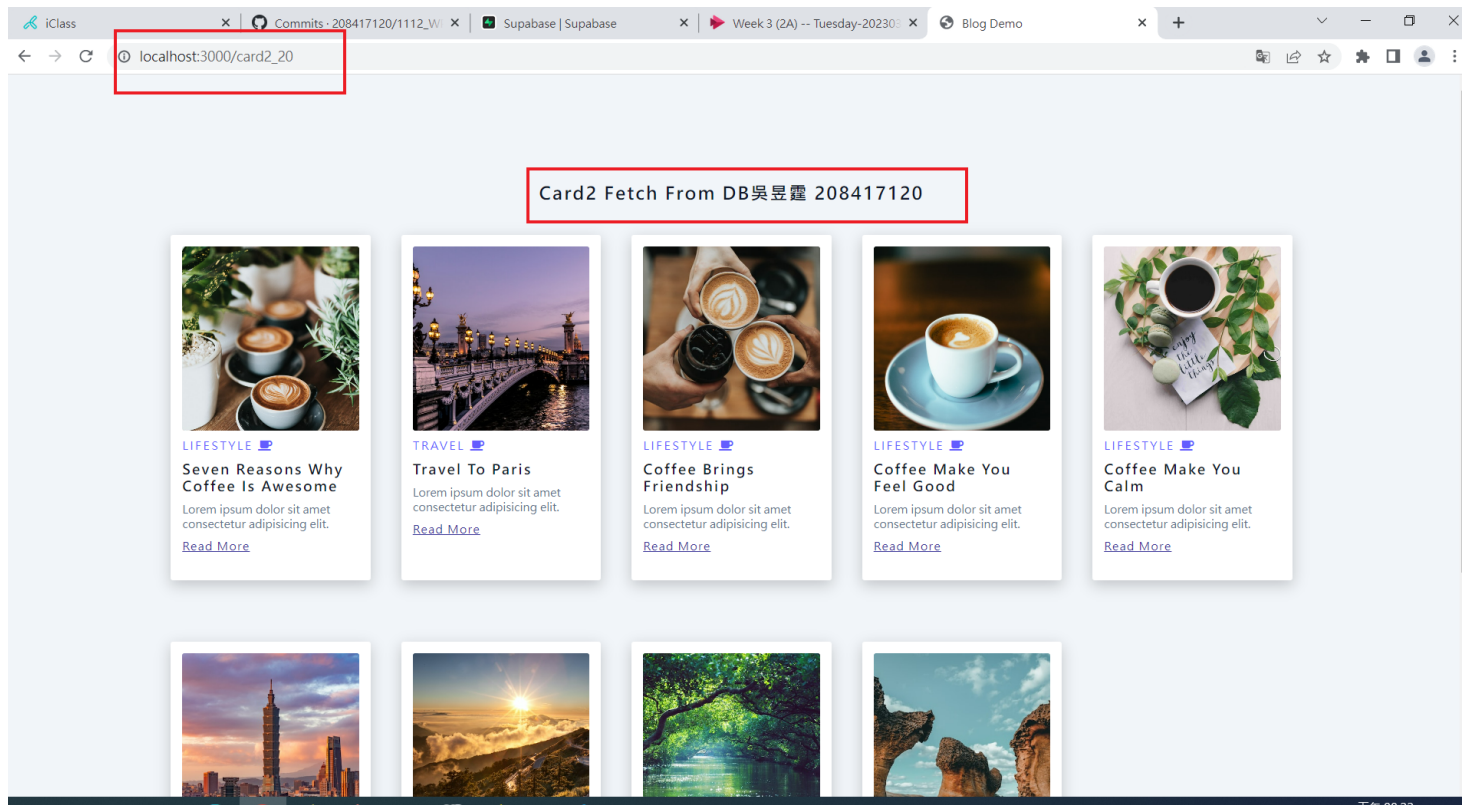 iClass
Commits · 208417120/1112_W
Supabase | Supabase
Week 3 (2A) -- Tuesday-202303
Blog Demo
localhost:3000/card2_20
Card2 Fetch From DB吳昱霆 208417120
LIFESTYLE
Seven Reasons Why
Coffee Is Awesome
Lorem ipsum dolor sit amet
consectetur adipisicing elit.
Read More
TRAVEL
Travel To Paris
Lorem ipsum dolor sit amet
consectetur adipisicing elit.
Read More
LIFESTYLE
Coffee Brings
Friendship
Lorem ipsum dolor sit amet
consectetur adipisicing elit.
Read More
LIFESTYLE
Coffee Make You
Feel Good
Lorem ipsum dolor sit amet
consectetur adipisicing elit.
Read More
enjoy
the
little
things
LIFESTYLE
Coffee Make You
Calm
Lorem ipsum dolor sit amet
consectetur adipisicing elit.
Read More